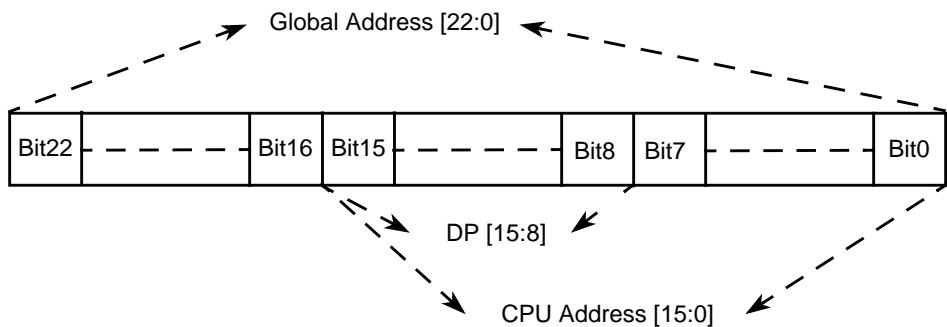 Global Address [22:0]
Bit22 Bit16 Bit15 Bit8 Bit7 Bit0
DP [15:8]
CPU Address [15:0]